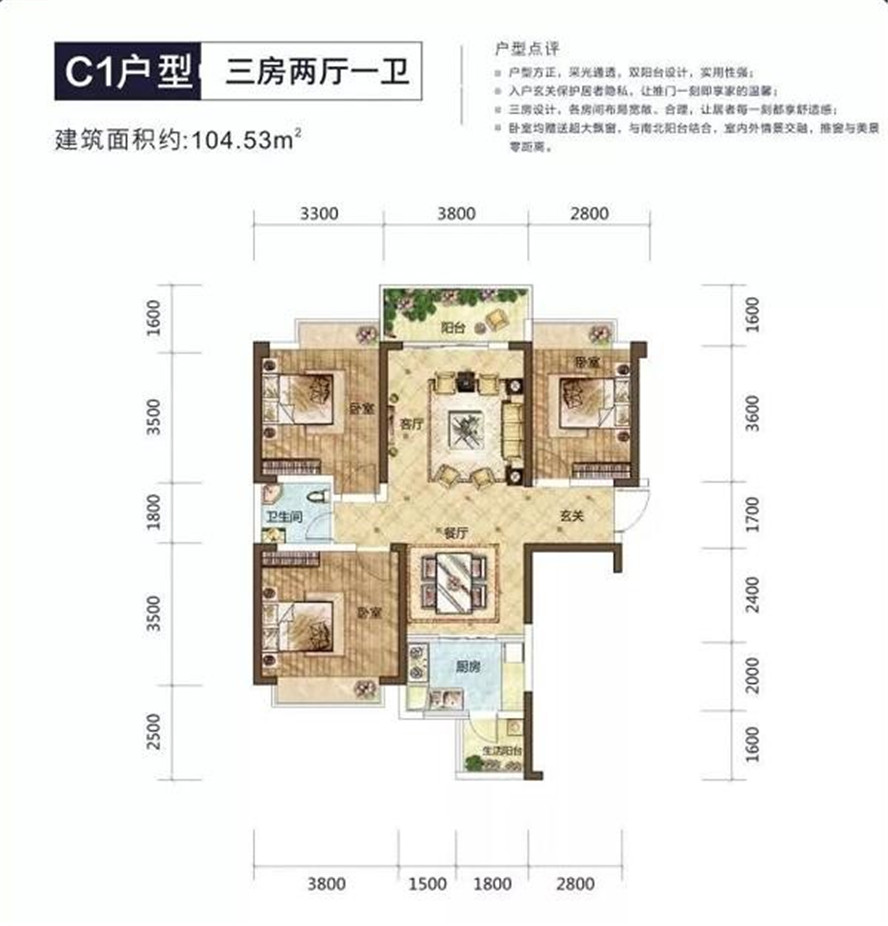 C1户型 三房两厅一卫
建筑面积约:104.53m²
户型点评
户型方正，采光通透，双阳台设计，实用性强；
入户玄关保护居者隐私，让推门一刻即享家的温馨；
三房设计，各房间布局宽敞、合理，让居者每一刻都享舒适感；
卧室均赠送超大飘窗，与南北阳台结合，室内外情景交融，推窗与美景
零距离。
3300 3800 2800
1600
3500
1800
3500
2500
阳台
卧室
卧室
客厅
卫生间
餐厅
玄关
卧室
厨房
生活阳台
1600
3600
1700
2400
2000
1600
3800 1500 1800 2800